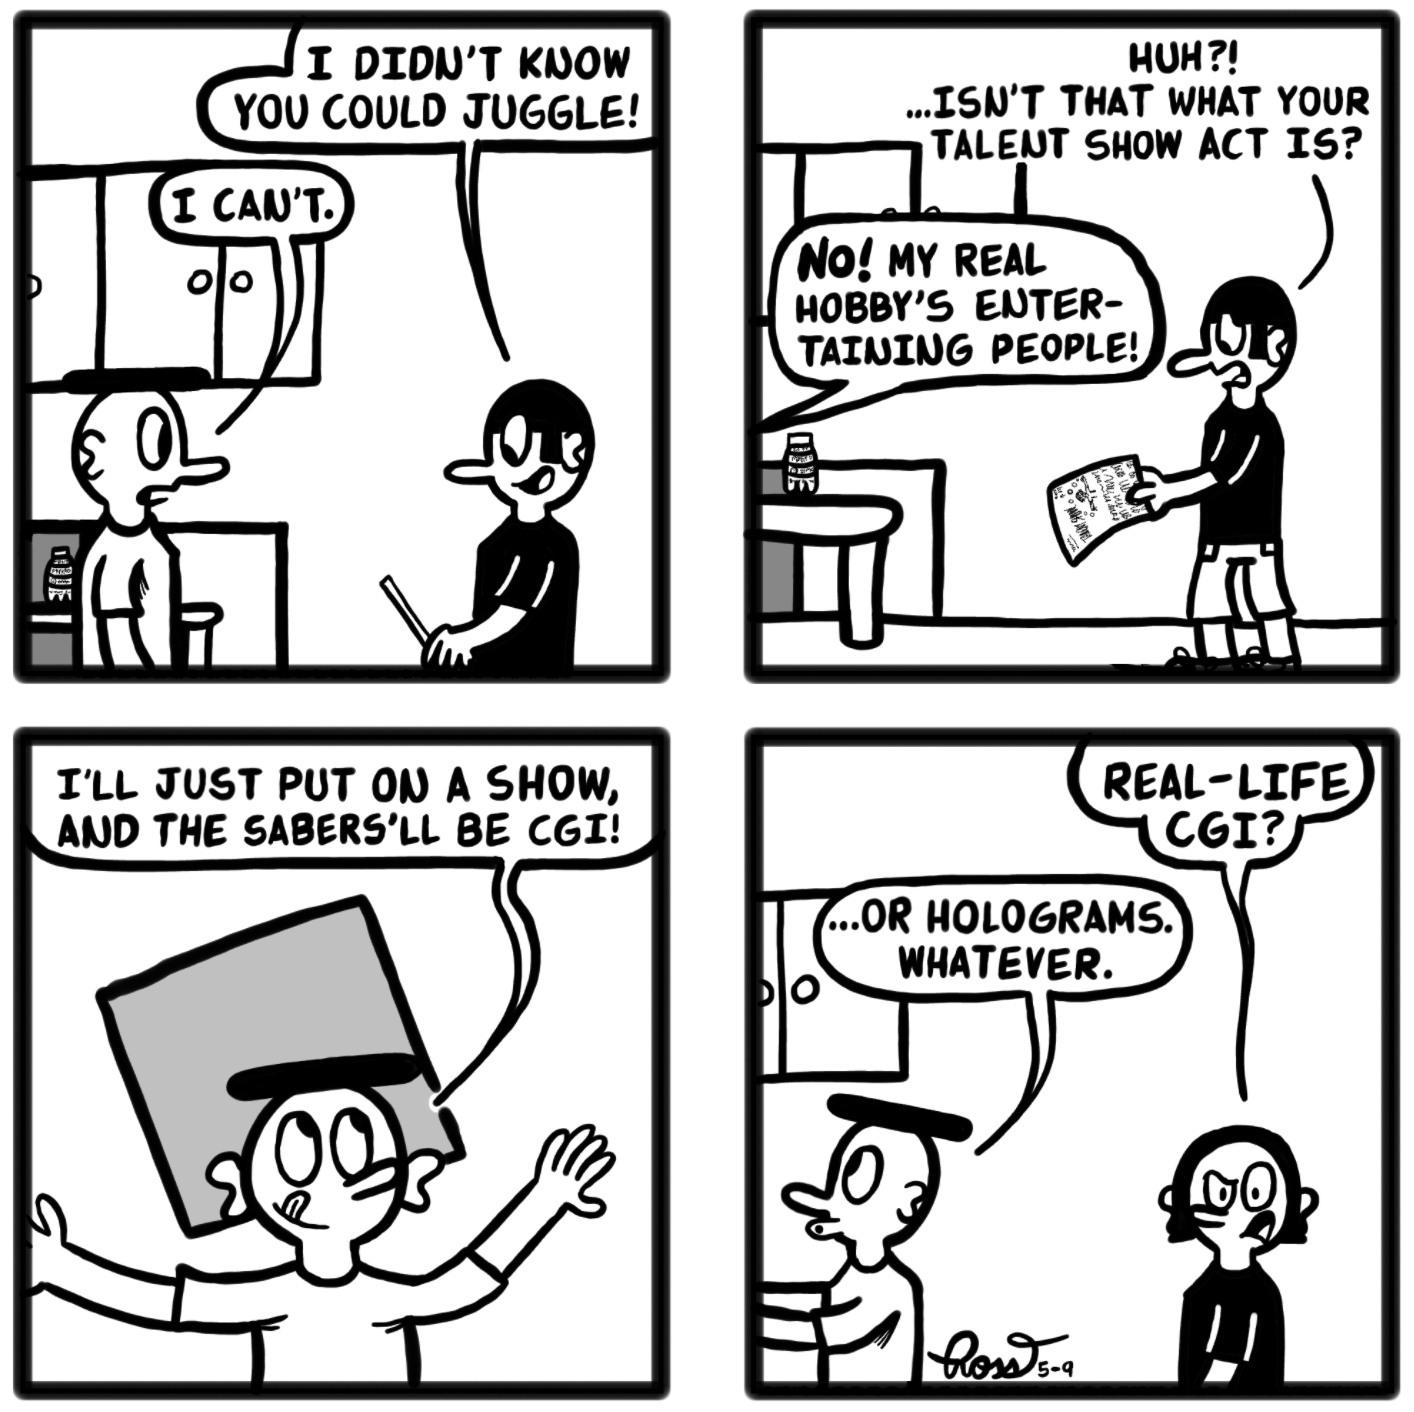 I DIDN'T KNOW
YOU COULD JUGGLE!
I CAN'T.
HUH?!
...ISN'T THAT WHAT YOUR
TALENT SHOW ACT IS?
NO! MY REAL
HOBBY'S ENTER-
TAINING PEOPLE!
I'LL JUST PUT ON A SHOW,
AND THE SABERS'LL BE CGI!
REAL-LIFE
CGI?
...OR HOLOGRAMS.
WHATEVER.
Ross 5-9